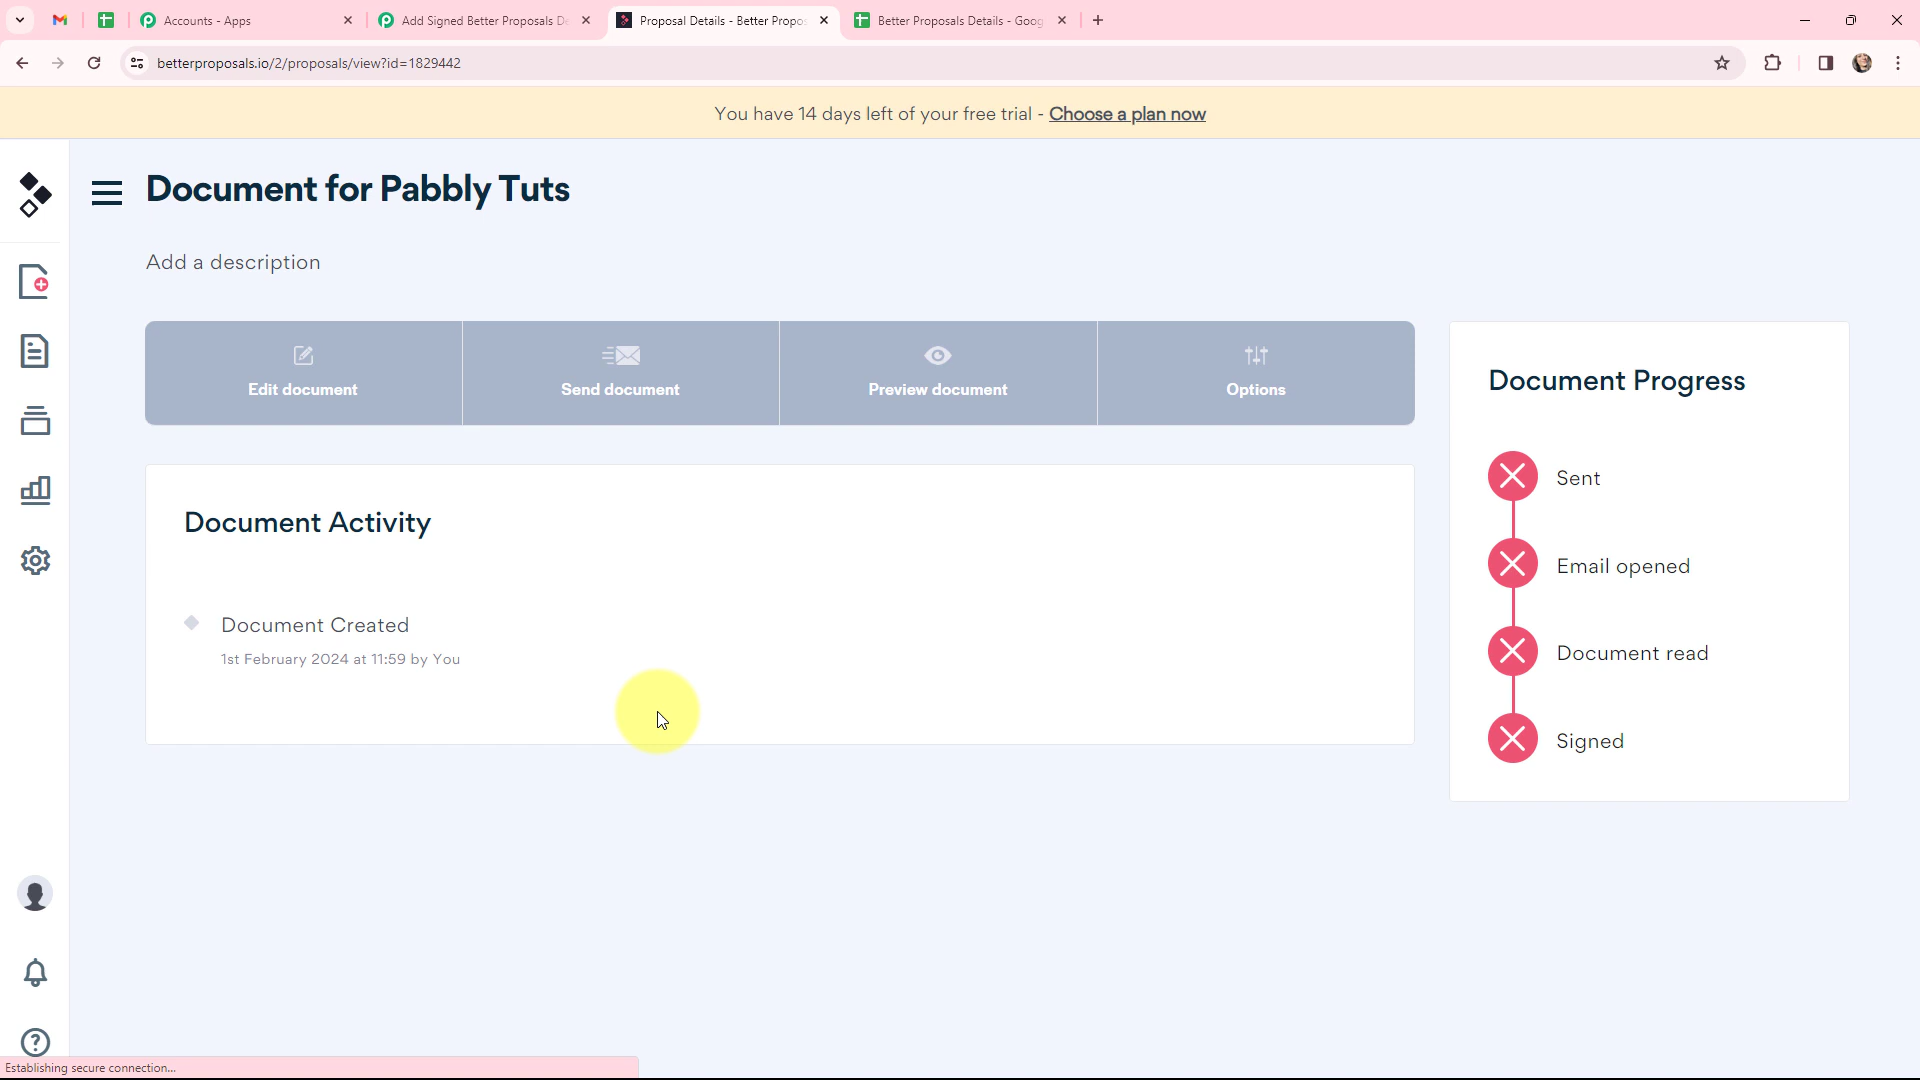 Accounts - Apps
Add Signed Better Proposals De
Proposal Details - Better Propos
Better Proposals Details - Goog
betterproposals.io/2/proposals/view?id=1829442
You have 14 days left of your free trial - Choose a plan now
Document for Pabbly Tuts
Add a description
Edit document
Send document
Preview document
Options
Document Progress
Sent
Email opened
Document read
Signed
Document Activity
Document Created
1st February 2024 at 11:59 by You
Establishing secure connection...